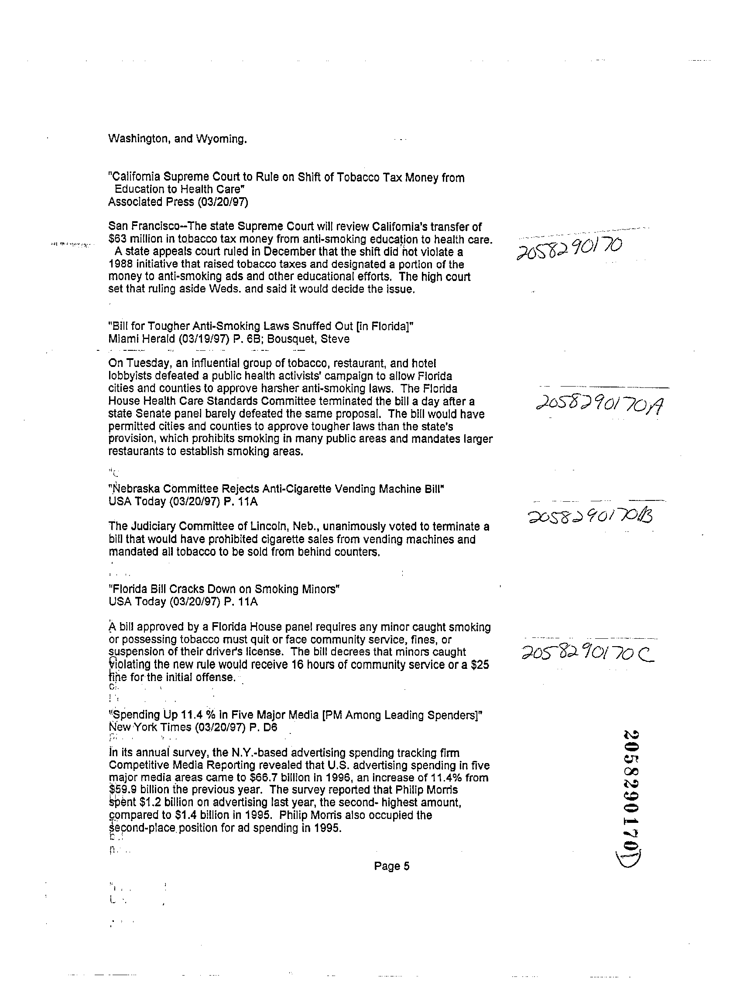 Washington, and Wyoming.
"California Supreme Court to Rule on Shift of Tobacco Tax Money from
Education to Health Care"
Associated Press (03/20/97)
San Francisco--The state Supreme Court will review California's transfer of
$63 million in tobacco tax money from anti-smoking education to health care.
A state appeals court ruled in December that the shift did not violate a
1988 initiative that raised tobacco taxes and designated a portion of the
money to anti-smoking ads and other educational efforts. The high court
set that ruling aside Weds. and said it would decide the issue.
2058290170
"Bill for Tougher Anti-Smoking Laws Snuffed Out [in Florida]"
Miami Herald (03/19/97) P. 6B; Bousquet, Steve
On Tuesday, an influential group of tobacco, restaurant, and hotel
lobbyists defeated a public health activists' campaign to allow Florida
cities and counties to approve harsher anti-smoking laws. The Florida
House Health Care Standards Committee terminated the bill a day after a
state Senate panel barely defeated the same proposal. The bill would have
permitted cities and counties to approve tougher laws than the state's
provision, which prohibits smoking in many public areas and mandates larger
restaurants to establish smoking areas.
2058290170A
"Nebraska Committee Rejects Anti-Cigarette Vending Machine Bill"
USA Today (03/20/97) P. 11A
The Judiciary Committee of Lincoln, Neb., unanimously voted to terminate a
bill that would have prohibited cigarette sales from vending machines and
mandated all tobacco to be sold from behind counters.
2058290170B
"Florida Bill Cracks Down on Smoking Minors"
USA Today (03/20/97) P. 11A
A bill approved by a Florida House panel requires any minor caught smoking
or possessing tobacco must quit or face community service, fines, or
suspension of their driver's license. The bill decrees that minors caught
violating the new rule would receive 16 hours of community service or a $25
fine for the initial offense.
2058290170C
"Spending Up 11.4 % in Five Major Media [PM Among Leading Spenders]"
New York Times (03/20/97) P. D6
In its annual survey, the N.Y.-based advertising spending tracking firm
Competitive Media Reporting revealed that U.S. advertising spending in five
major media areas came to $66.7 billion in 1996, an increase of 11.4% from
$59.9 billion the previous year. The survey reported that Philip Morris
spent $1.2 billion on advertising last year, the second- highest amount,
compared to $1.4 billion in 1995. Philip Morris also occupied the
second-place position for ad spending in 1995.
2058290170D
Page 5